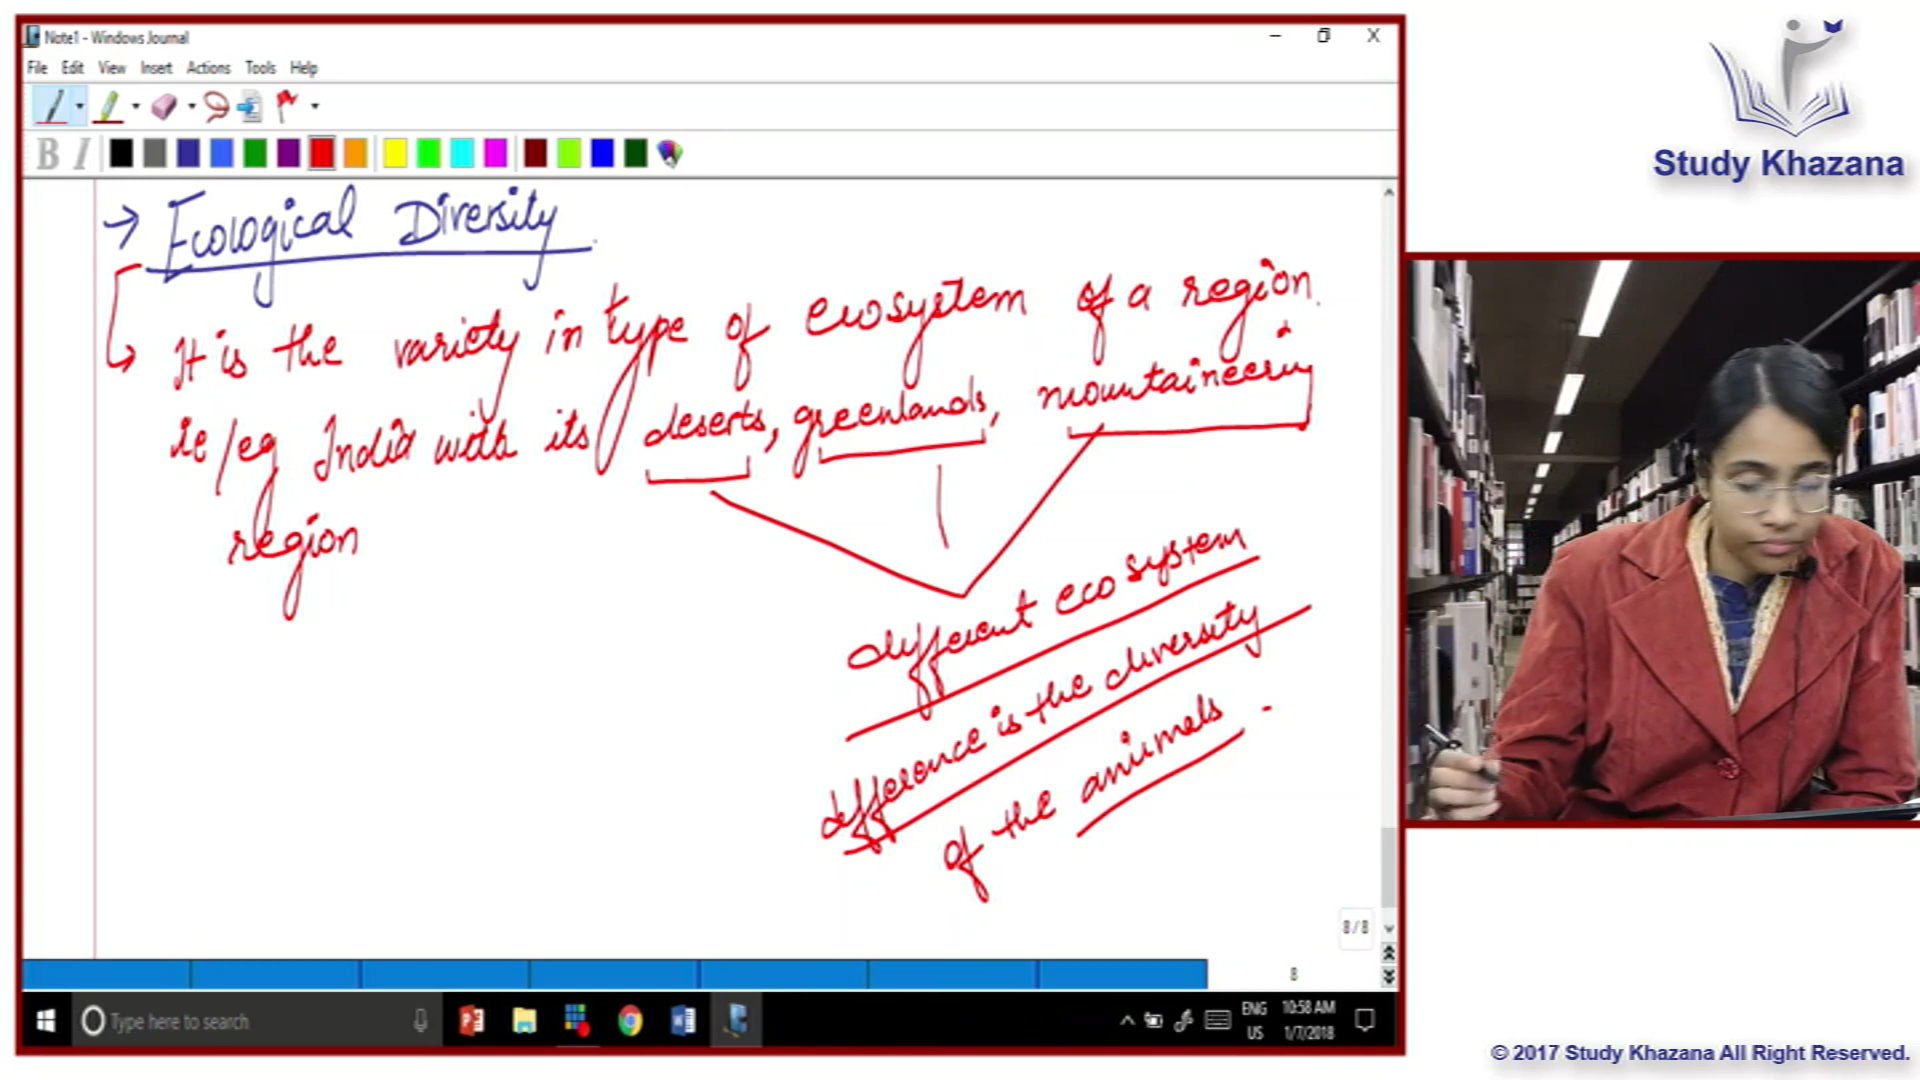 Note1 - Windows Journal
File Edit View Insert Actions Tools Help
B I
→ Ecological Diversity
It is the variety in type of ecosystem of a region.
ie/eg India with its deserts, greenlands, mountaineering
region
different eco system
difference is the diversity
of the animals.
8/8
8
Type here to search
ENG
US
10:58 AM
1/7/2018
Study Khazana
© 2017 Study Khazana All Right Reserved.